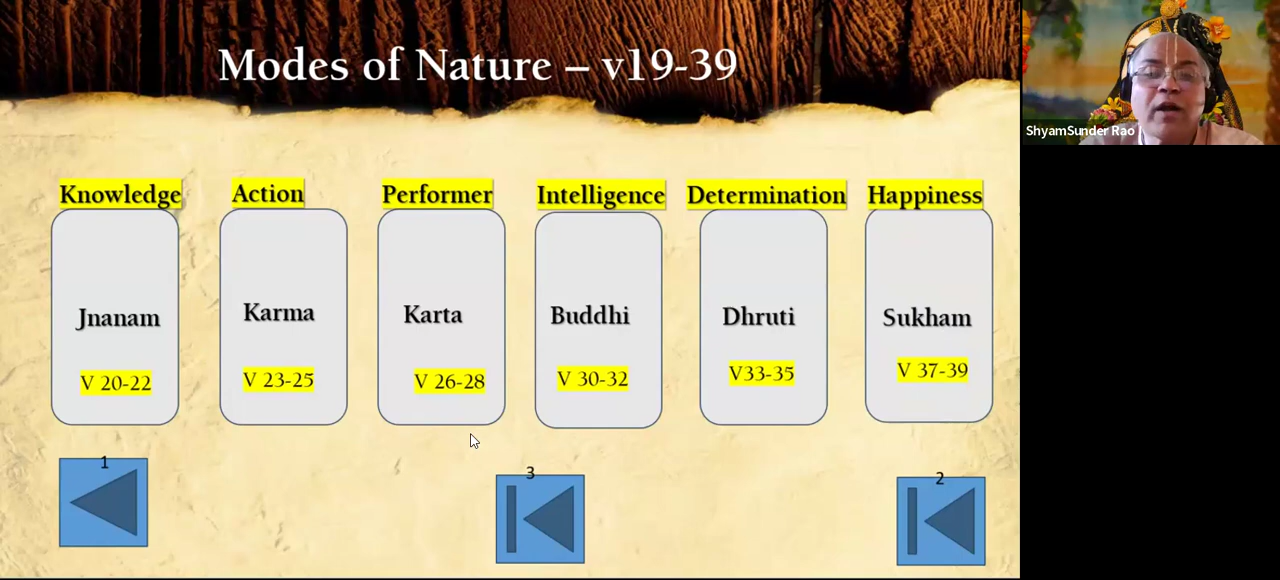 Modes of Nature – v19-39
ShyamSunder Rao
Knowledge
Action
Performer
Intelligence
Determination
Happiness
Jnanam
Karma
Karta
Buddhi
Dhruti
Sukham
V 20-22
V 23-25
V 26-28
V 30-32
V33-35
V 37-39
1
3
2